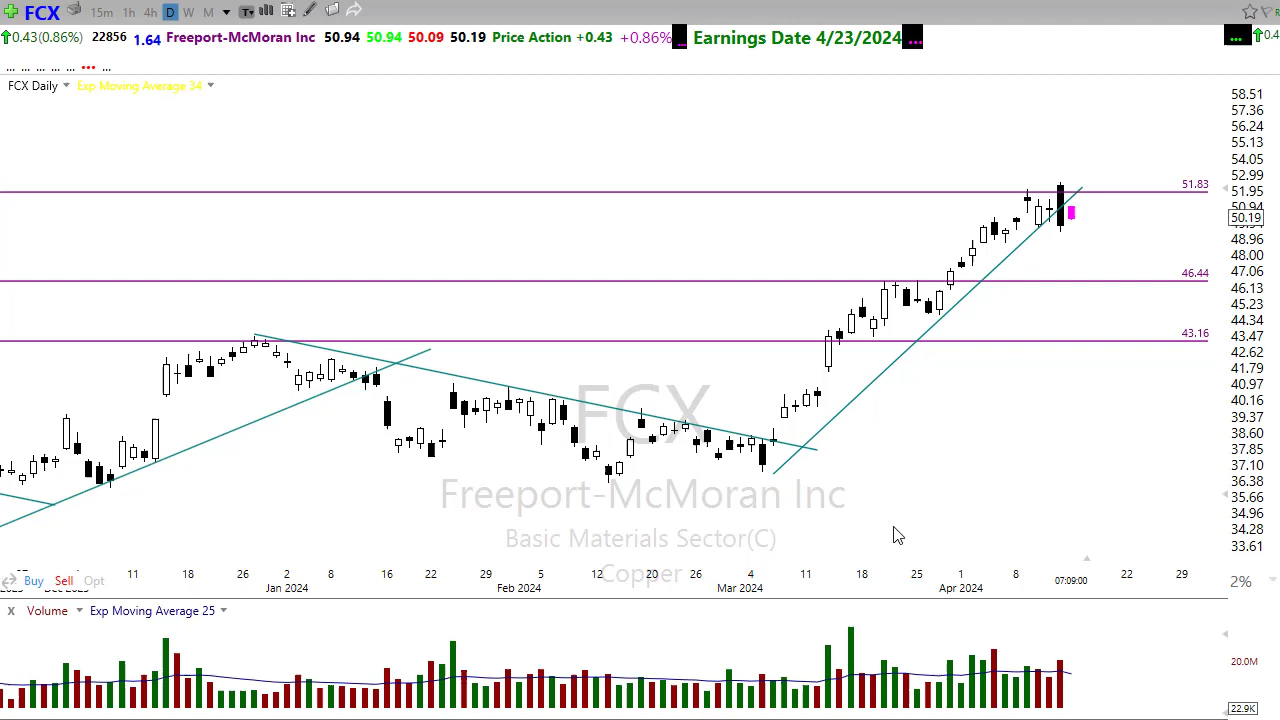 FCX 15m 1h 4h D W M T
0.43(0.86%) 22856 1.64 Freeport-McMoran Inc 50.94 50.94 50.09 50.19 Price Action +0.43 +0.86% ... Earnings Date 4/23/2024 ... ... 0.4
... ... ... ... ... ... ...
FCX Daily Exp Moving Average 34
58.51
57.36
56.24
55.13
54.05
52.99
51.83 51.95
50.94
50.19
48.96
48.00
46.44 47.06
46.13
45.23
44.34
43.16 43.47
42.62
41.79
40.97
40.16
39.37
38.60
37.85
37.10
36.38
35.66
34.96
34.28
33.61
FCX
Freeport-McMoran Inc
Basic Materials Sector(C)
Copper
11 18 26 2 8 16 22 29 5 12 20 26 4 11 18 25 1 8 22 29
Buy Sell Opt 2%
Jan 2024 Feb 2024 Mar 2024 Apr 2024 07:09:00
X Volume Exp Moving Average 25
20.0M
22.9K